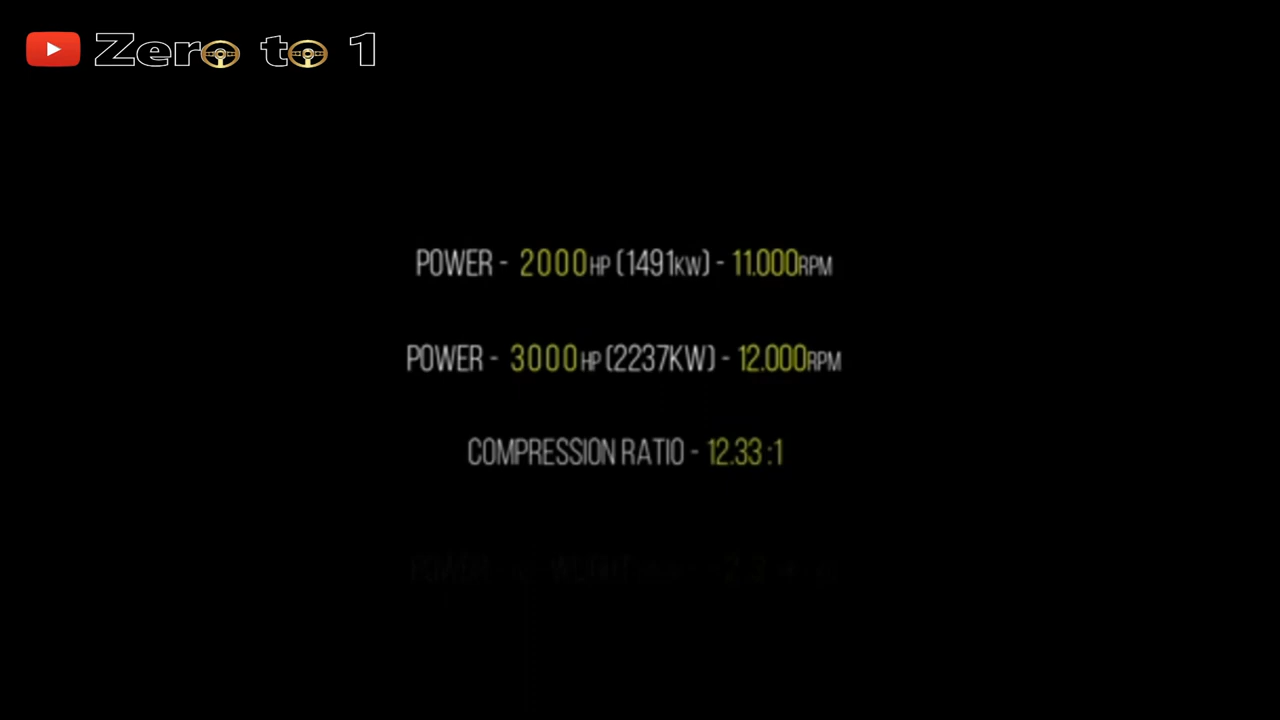 Zero to 1
POWER - 2000HP (1491KW) - 11.000RPM
POWER - 3000HP (2237KW) - 12.000RPM
COMPRESSION RATIO - 12.33 :1